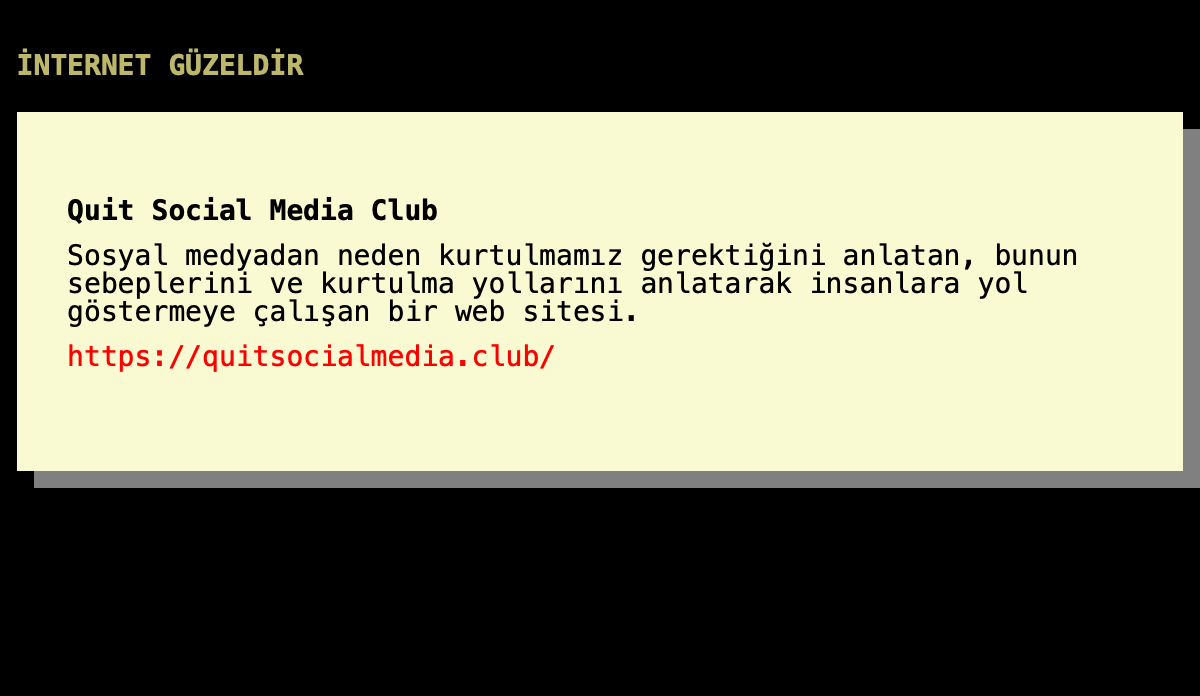 İNTERNET GÜZELDİR
Quit Social Media Club
Sosyal medyadan neden kurtulmamız gerektiğini anlatan, bunun
sebeplerini ve kurtulma yollarını anlatarak insanlara yol
göstermeye çalışan bir web sitesi.
https://quitsocialmedia.club/